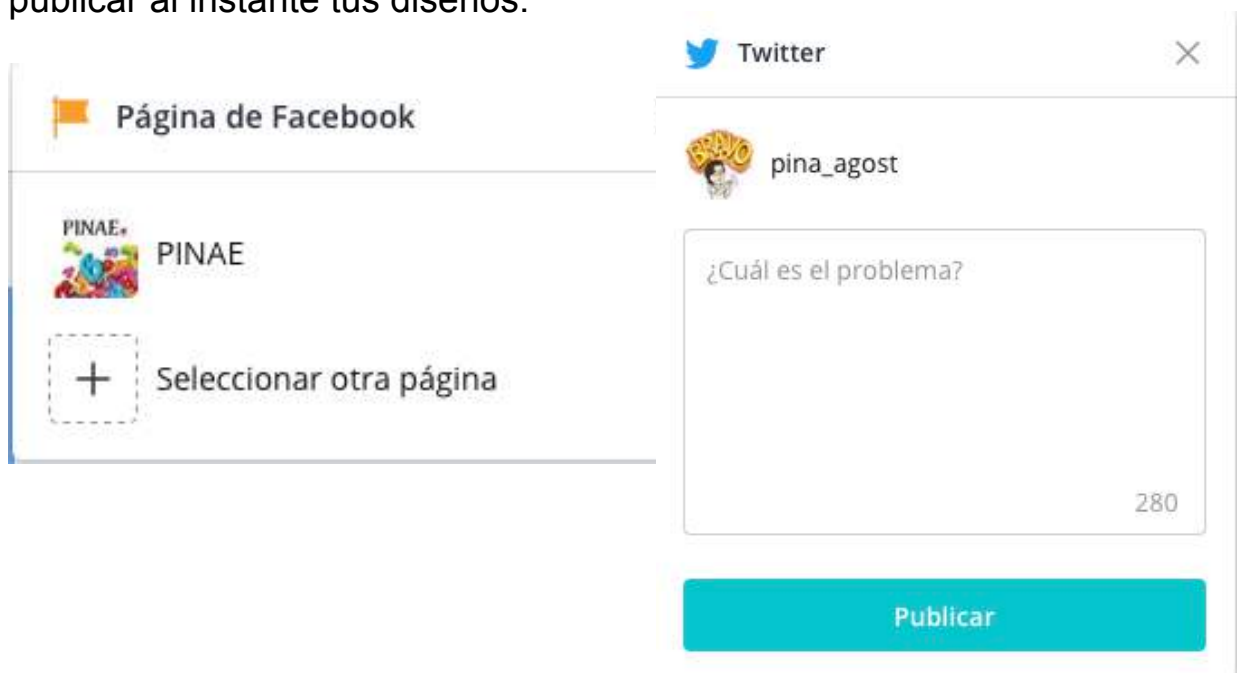 publicar al instante tus diseños.
Página de Facebook
PINAE.
PINAE
Seleccionar otra página
Twitter
BRAVO
pina_agost
¿Cuál es el problema?
280
Publicar